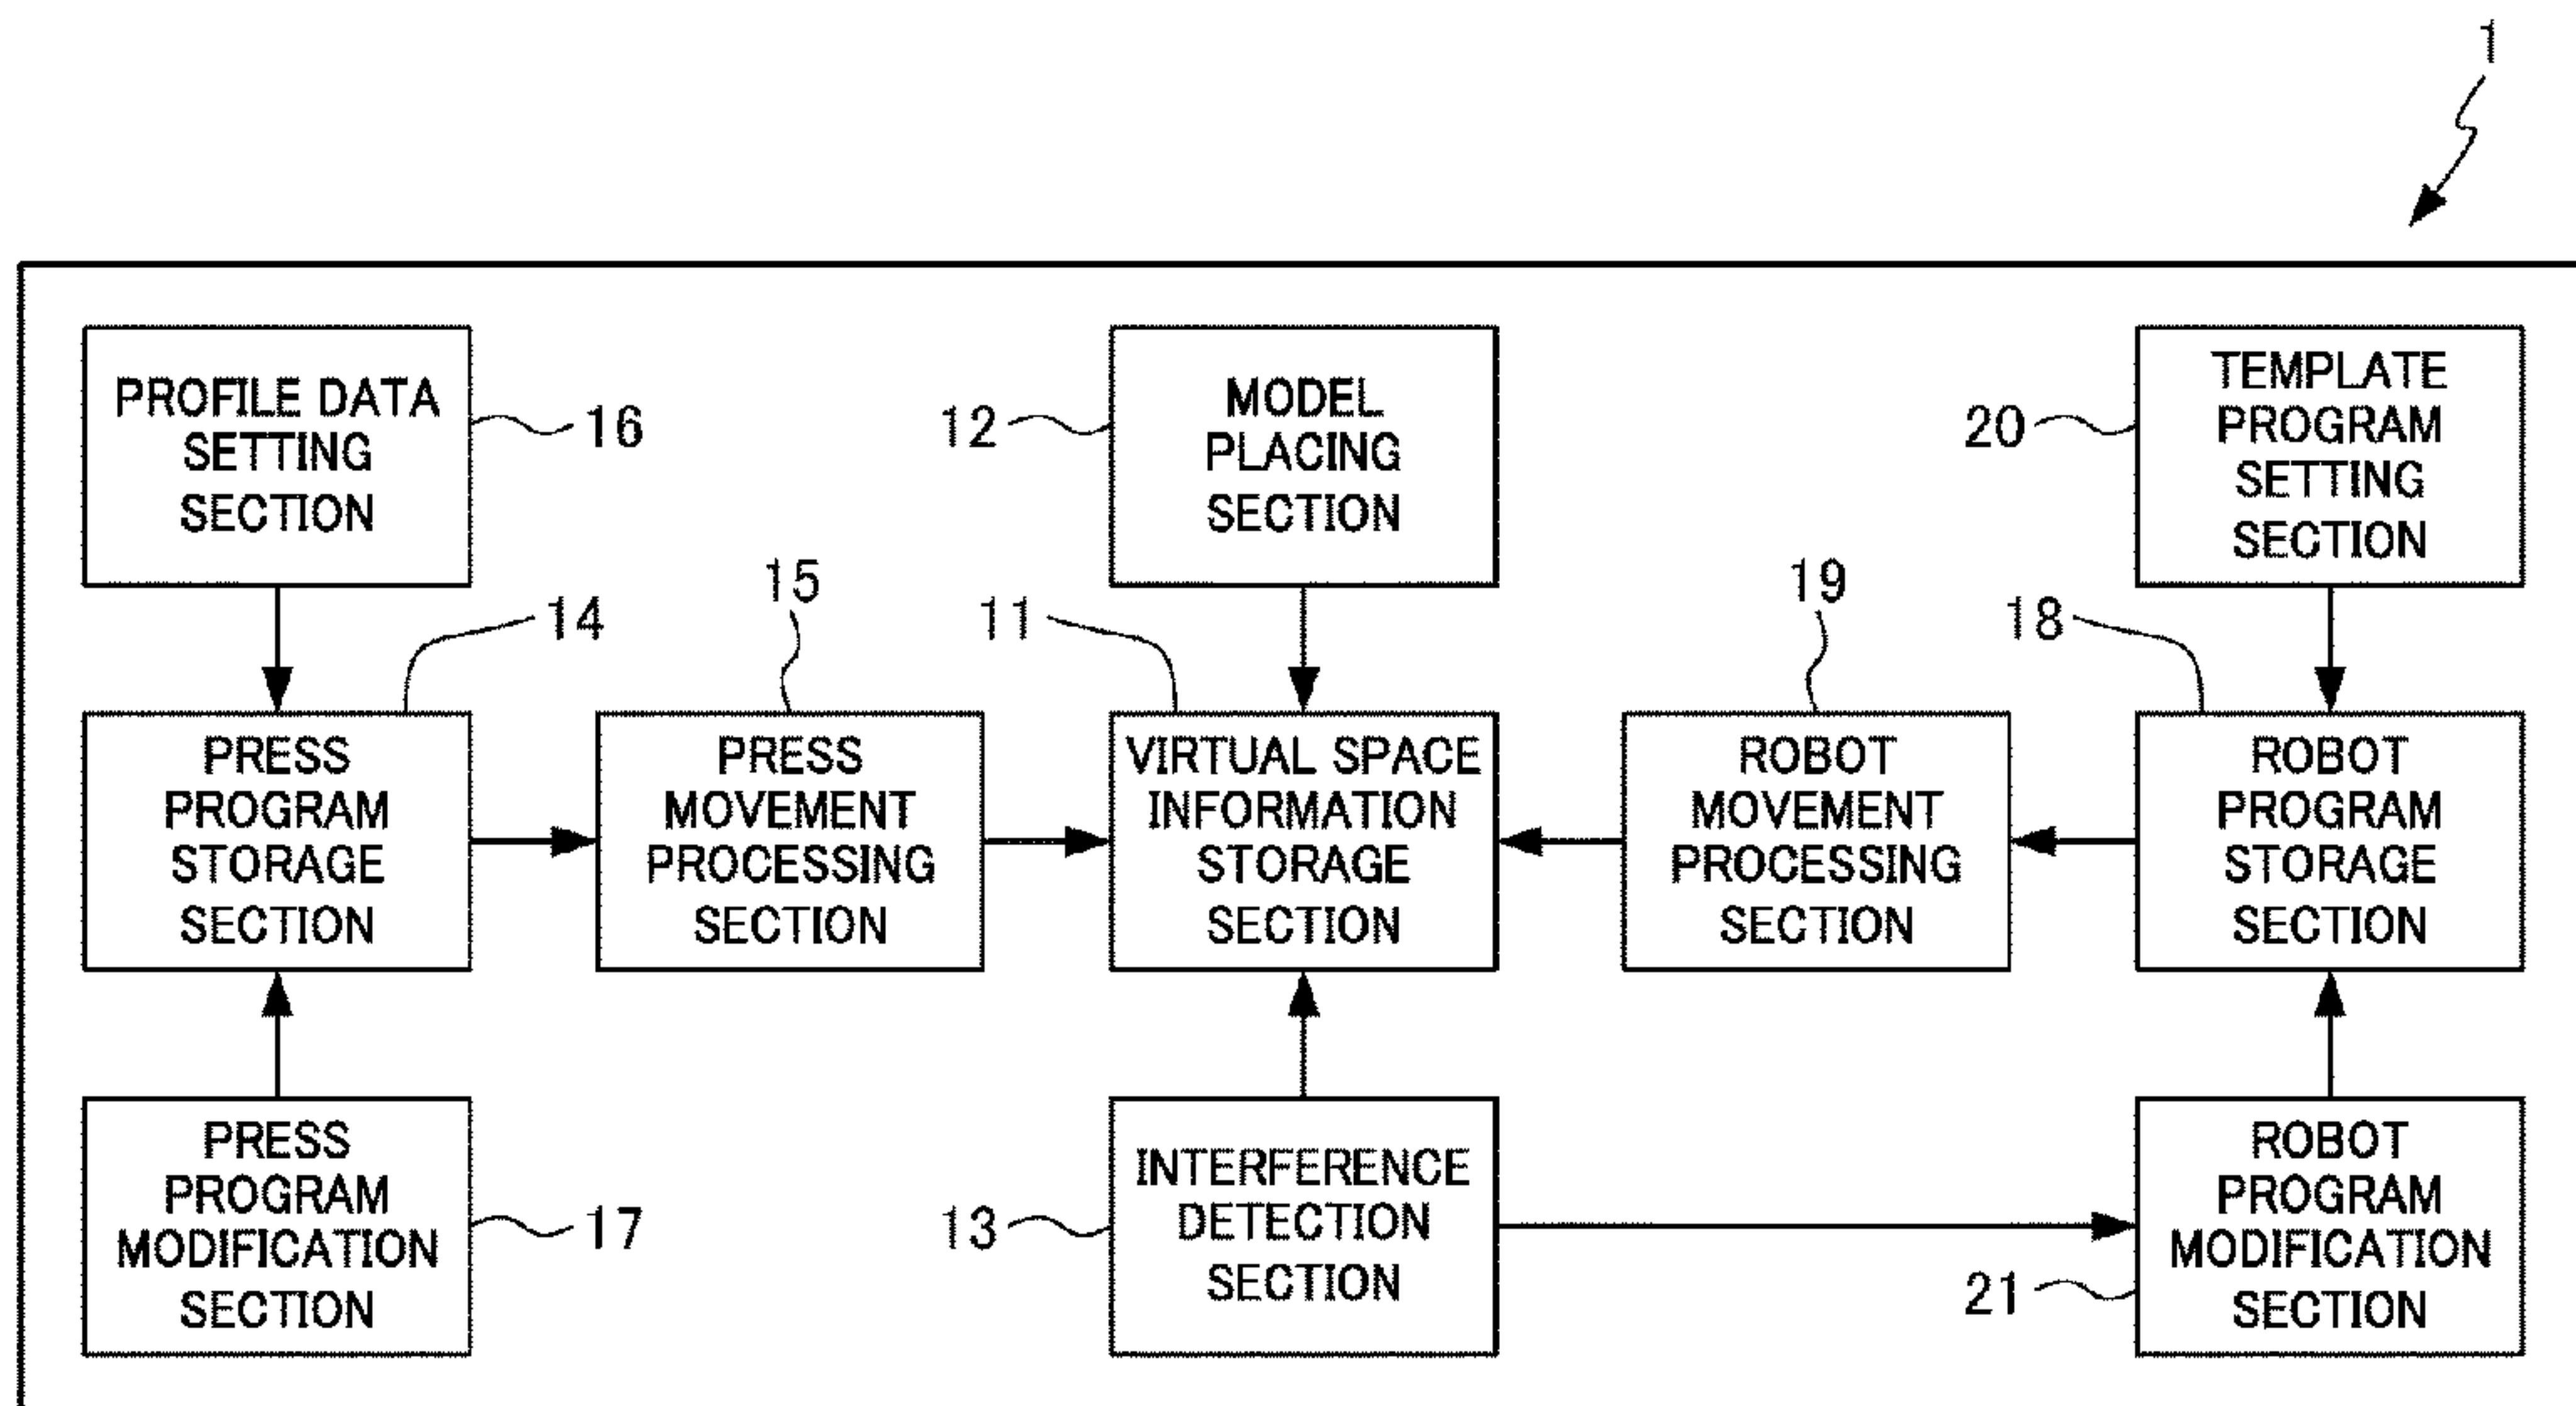 1
PROFILE DATA
SETTING
SECTION
16
12
MODEL
PLACING
SECTION
20
TEMPLATE
PROGRAM
SETTING
SECTION
14
15
11
19
18
PRESS
PROGRAM
STORAGE
SECTION
PRESS
MOVEMENT
PROCESSING
SECTION
VIRTUAL SPACE
INFORMATION
STORAGE
SECTION
ROBOT
MOVEMENT
PROCESSING
SECTION
ROBOT
PROGRAM
STORAGE
SECTION
PRESS
PROGRAM
MODIFICATION
SECTION
17
13
INTERFERENCE
DETECTION
SECTION
21
ROBOT
PROGRAM
MODIFICATION
SECTION